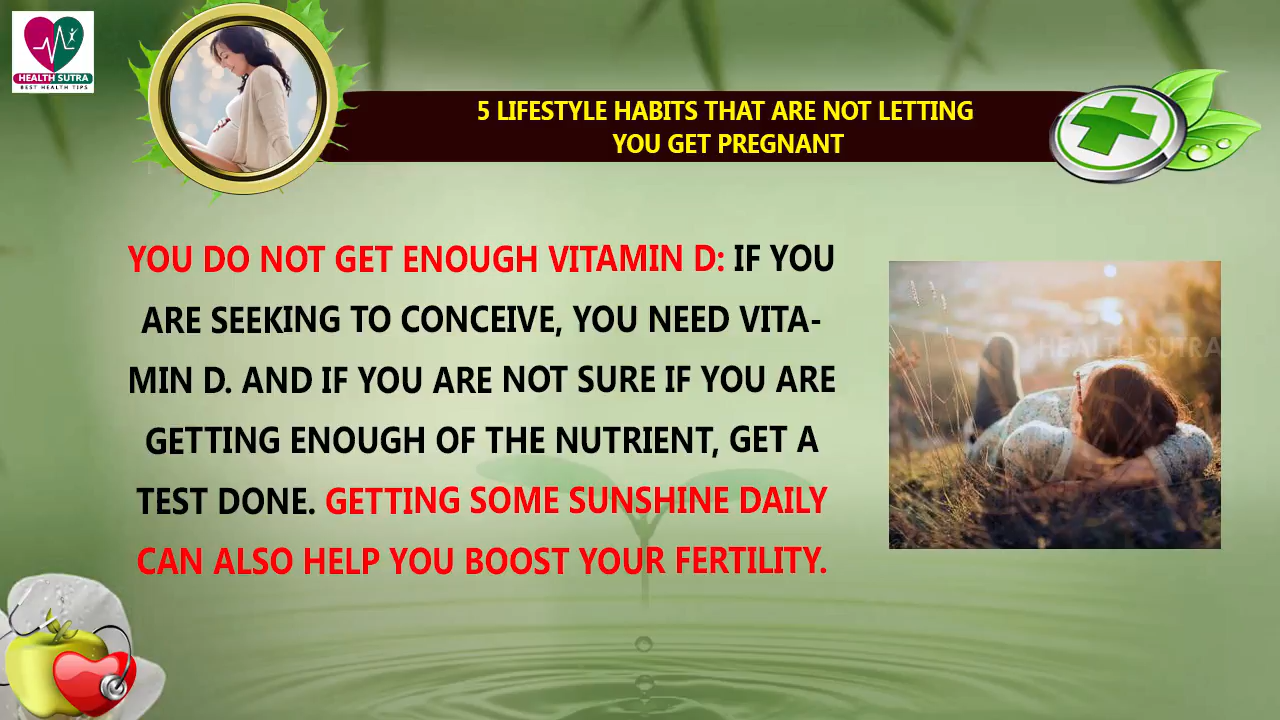 HEALTH SUTRA
BEST HEALTH TIPS
5 LIFESTYLE HABITS THAT ARE NOT LETTING
YOU GET PREGNANT
YOU DO NOT GET ENOUGH VITAMIN D: IF YOU
ARE SEEKING TO CONCEIVE, YOU NEED VITA-
MIN D. AND IF YOU ARE NOT SURE IF YOU ARE
GETTING ENOUGH OF THE NUTRIENT, GET A
TEST DONE. GETTING SOME SUNSHINE DAILY
CAN ALSO HELP YOU BOOST YOUR FERTILITY.
HEALTH SUTRA